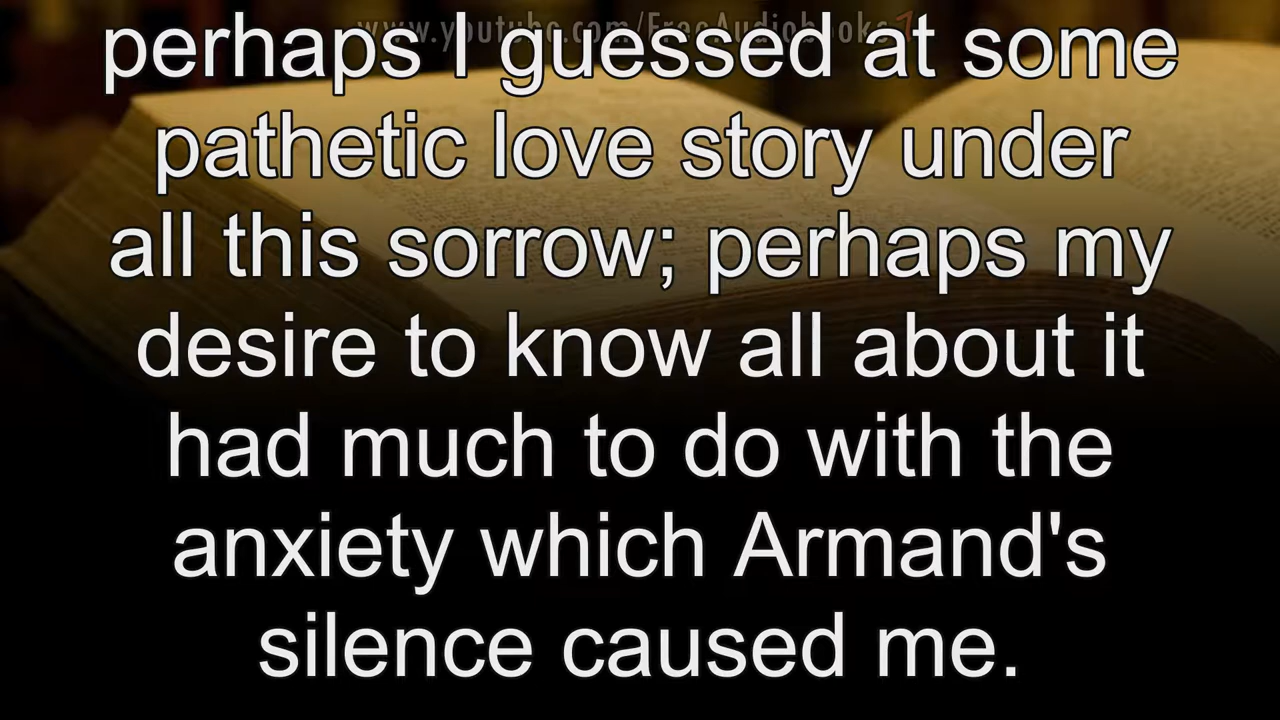 www.youtube.com/FreeAudiobooks
perhaps I guessed at some
pathetic love story under
all this sorrow; perhaps my
desire to know all about it
had much to do with the
anxiety which Armand's
silence caused me.